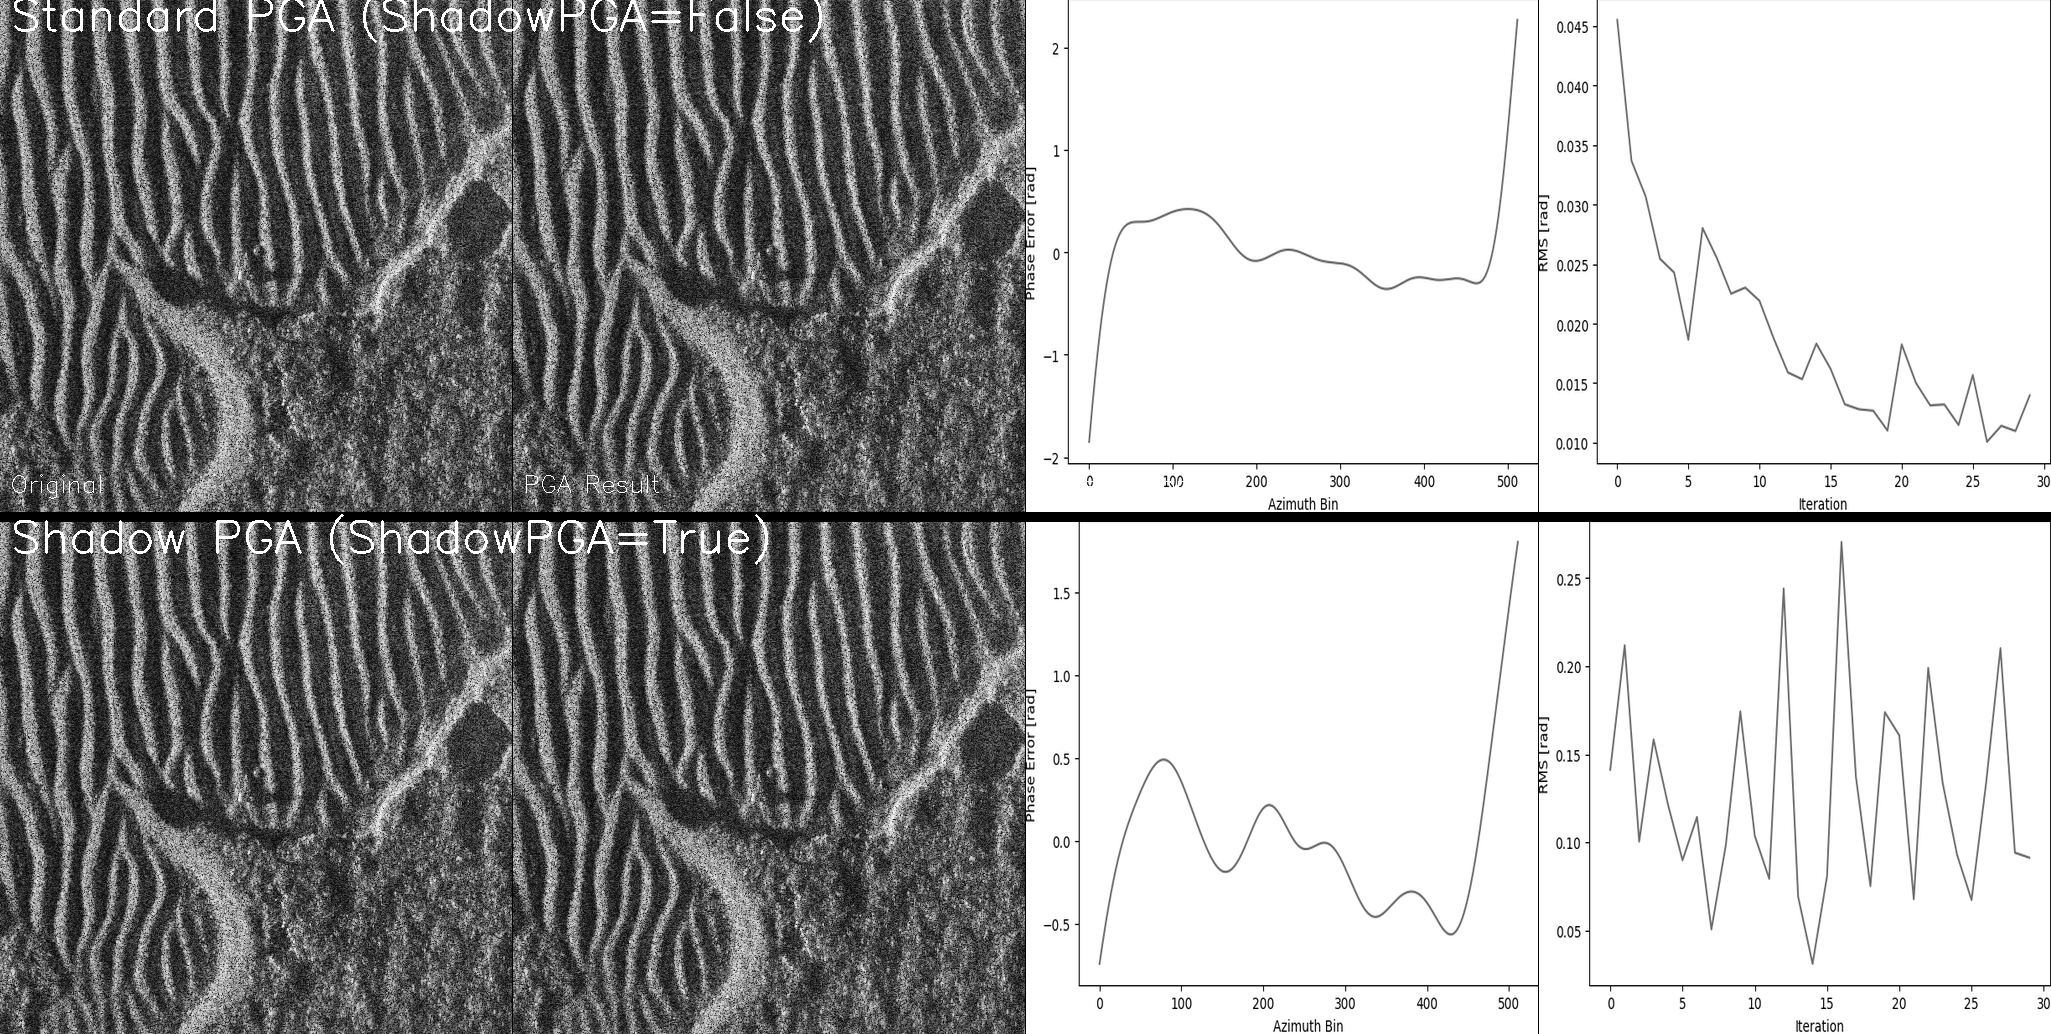 Standard PGA (ShadowPGA=False)
Original
PGA Result
Phase Error [rad]
2
1
0
−1
−2
0 100 200 300 400 500
Azimuth Bin
RMS [rad]
0.045
0.040
0.035
0.030
0.025
0.020
0.015
0.010
0 5 10 15 20 25 30
Iteration
Shadow PGA (ShadowPGA=True)
Phase Error [rad]
1.5
1.0
0.5
0.0
−0.5
0 100 200 300 400 500
Azimuth Bin
RMS [rad]
0.25
0.20
0.15
0.10
0.05
0 5 10 15 20 25 30
Iteration